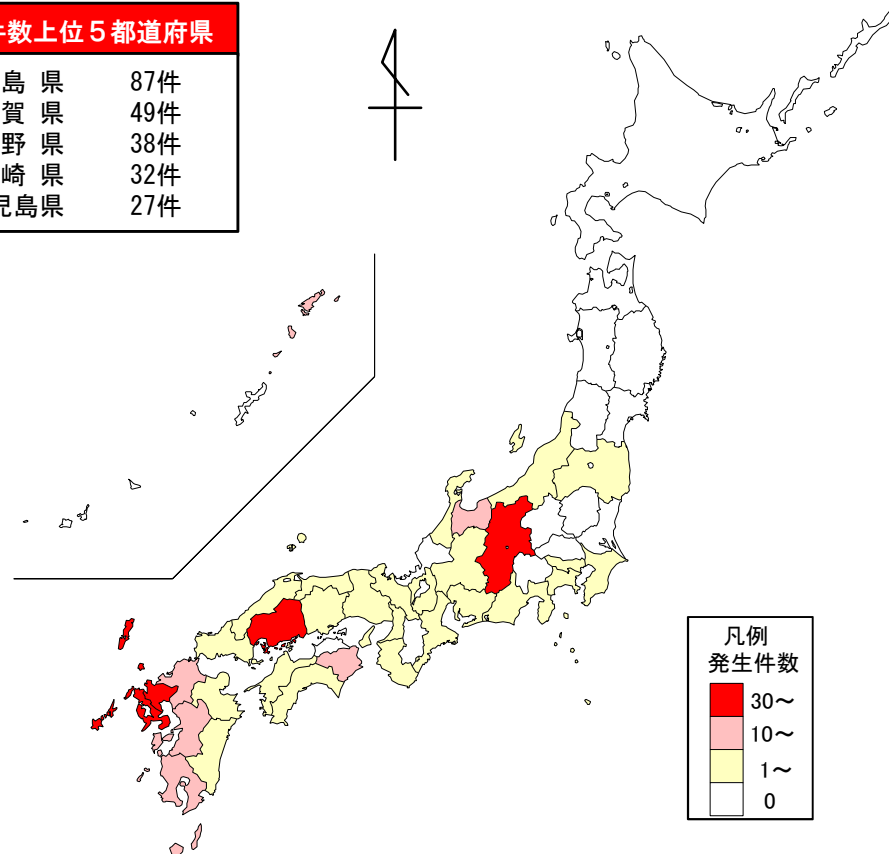 件数上位５都道府県
島 県 87件
賀 県 49件
野 県 38件
崎 県 32件
児島県 27件
凡例
発生件数
30～
10～
1～
0